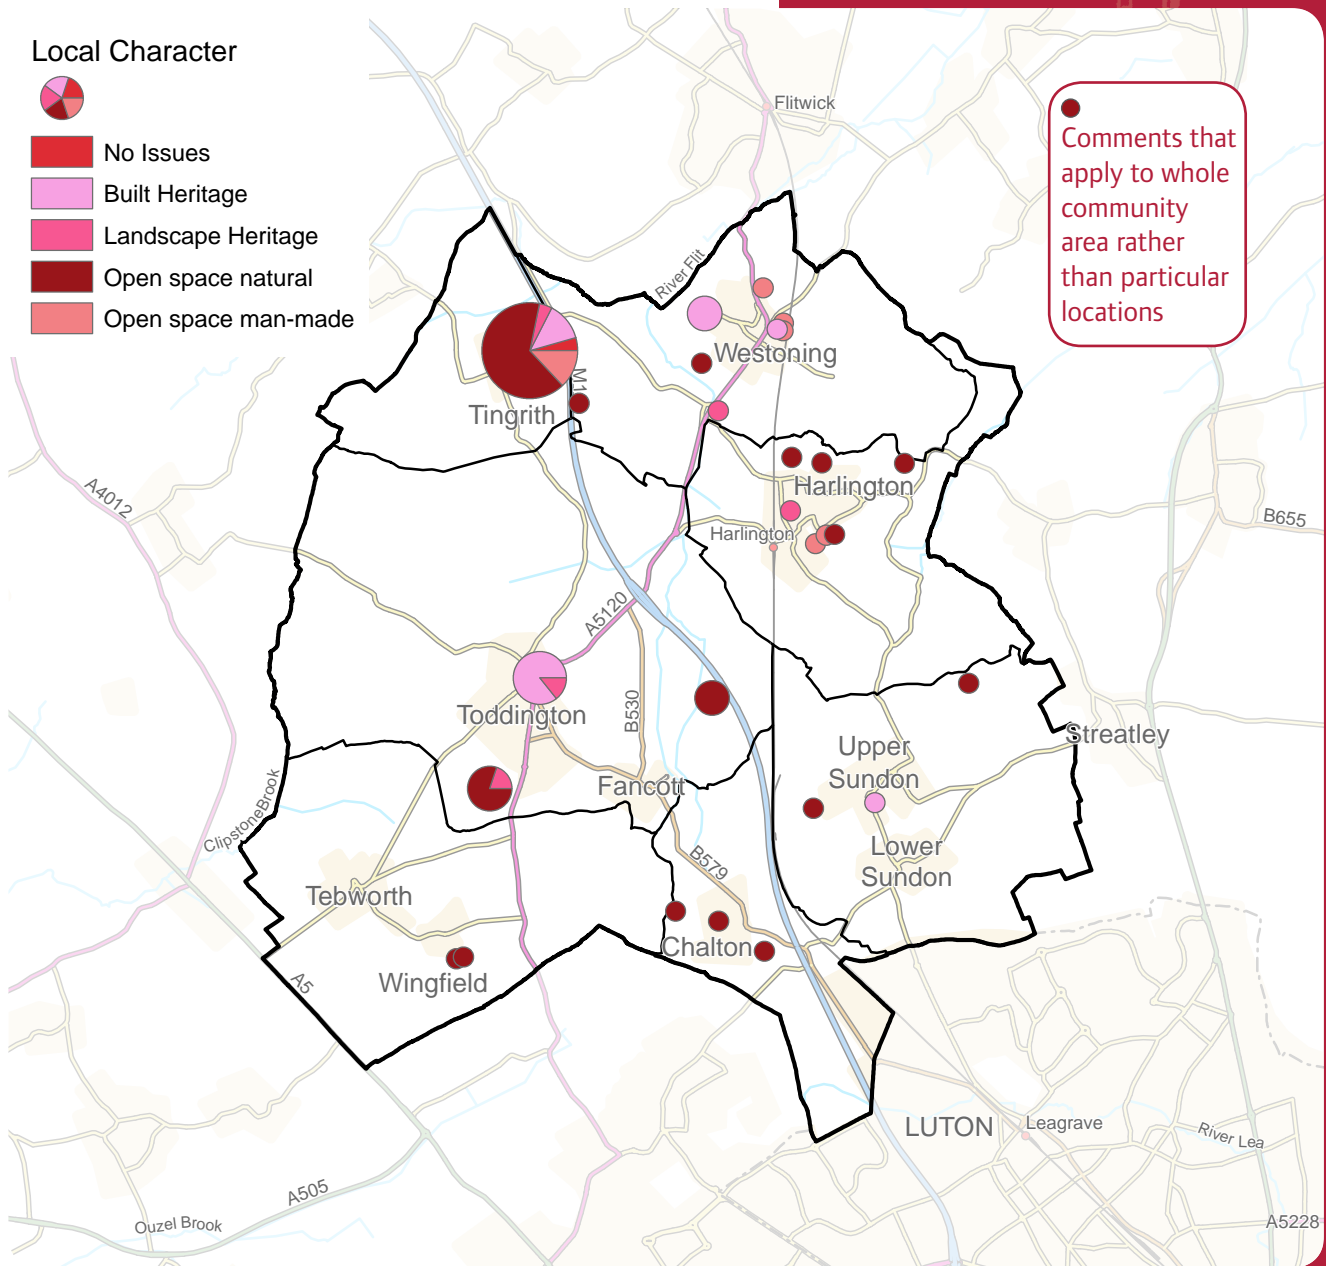 Local Character
No Issues
Built Heritage
Landscape Heritage
Open space natural
Open space man-made
Comments that
apply to whole
community
area rather
than particular
locations
Flitwick
River Flit
Westoning
M1
Tingrith
A4012
Harlington
Harlington
B655
A5120
B530
Toddington
Streatley
Upper
Sundon
Fancott
ClipstoneBrook
Lower
Sundon
B579
Tebworth
Chalton
Wingfield
A5
LUTON
Leagrave
River Lea
A505
Ouzel Brook
A5228